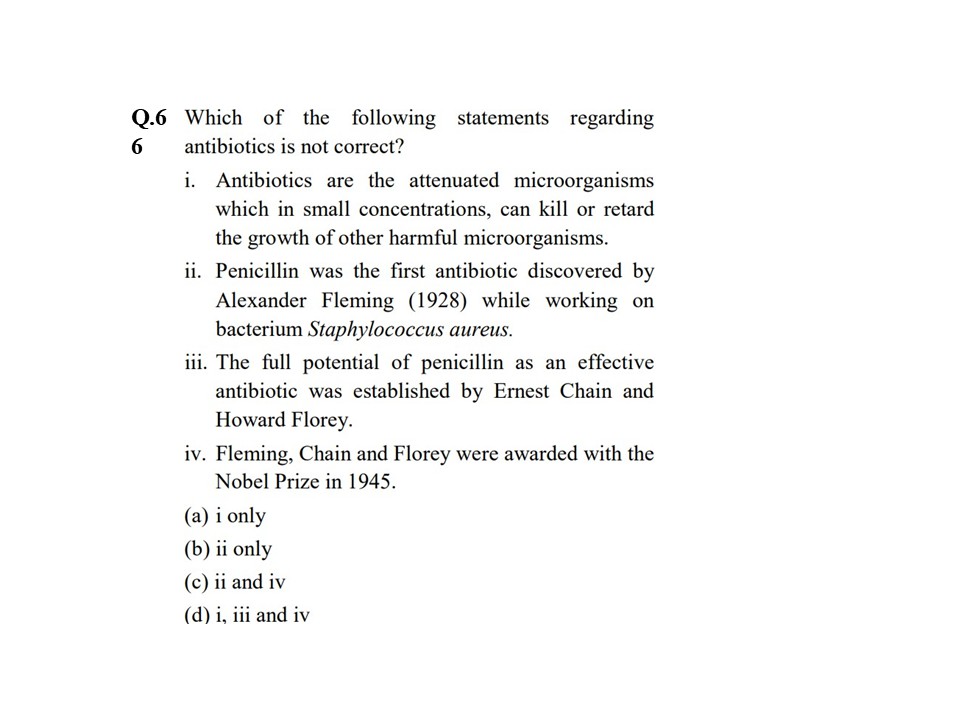 Q.6 Which of the following statements regarding
6 antibiotics is not correct?
i. Antibiotics are the attenuated microorganisms
which in small concentrations, can kill or retard
the growth of other harmful microorganisms.
ii. Penicillin was the first antibiotic discovered by
Alexander Fleming (1928) while working on
bacterium Staphylococcus aureus.
iii. The full potential of penicillin as an effective
antibiotic was established by Ernest Chain and
Howard Florey.
iv. Fleming, Chain and Florey were awarded with the
Nobel Prize in 1945.
(a) i only
(b) ii only
(c) ii and iv
(d) i, iii and iv